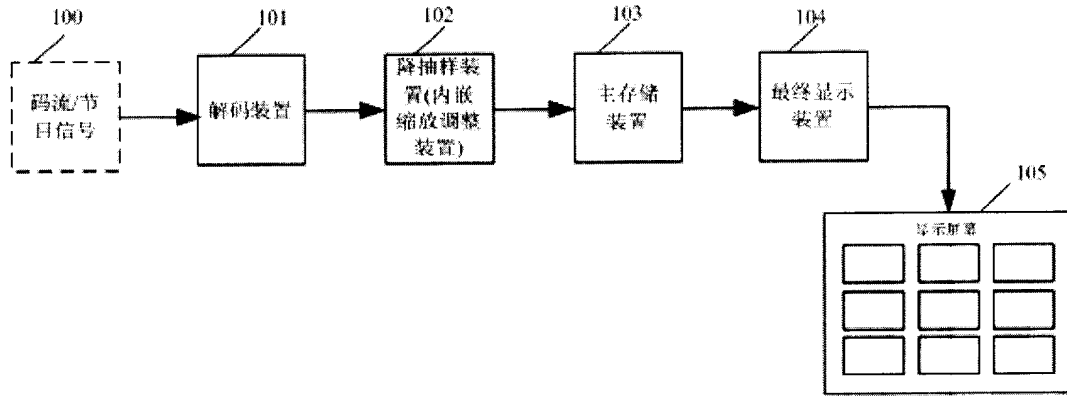 100
101
102
103
104
码流/节
目信号
解码装置
降抽样装
置(内嵌
缩放调整
装置)
主存储
装置
最终显示
装置
105
显示屏幕